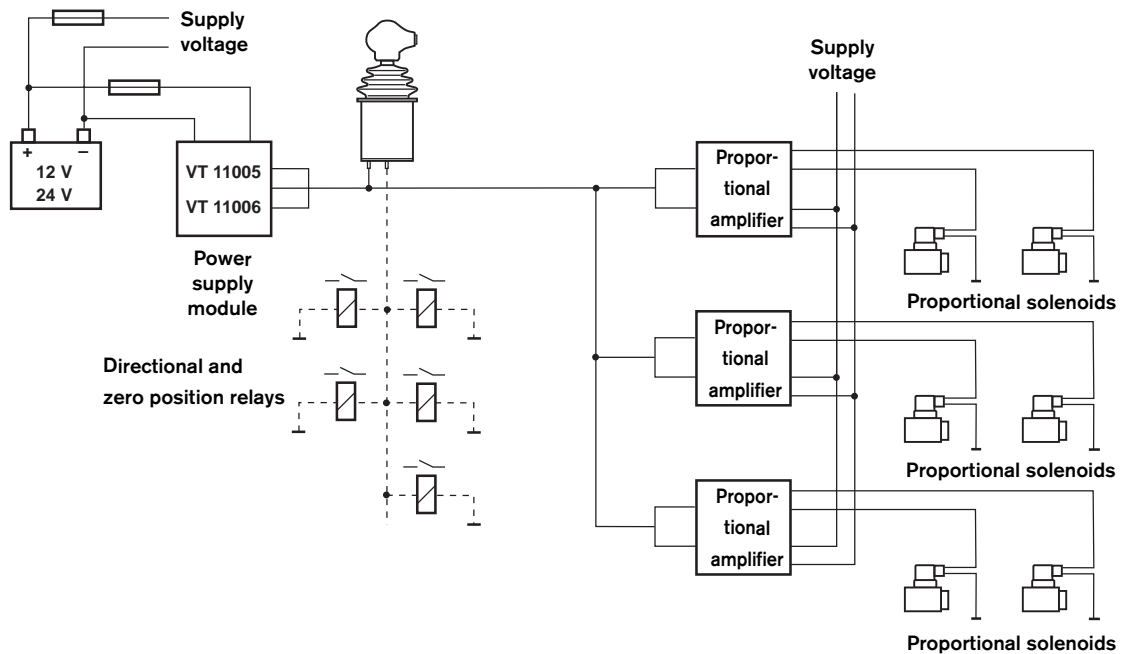 Supply
voltage
+ −
12 V
24 V
VT 11005
VT 11006
Power
supply
module
Directional and
zero position relays
Supply
voltage
Propor-
tional
amplifier
Proportional solenoids
Propor-
tional
amplifier
Proportional solenoids
Propor-
tional
amplifier
Proportional solenoids